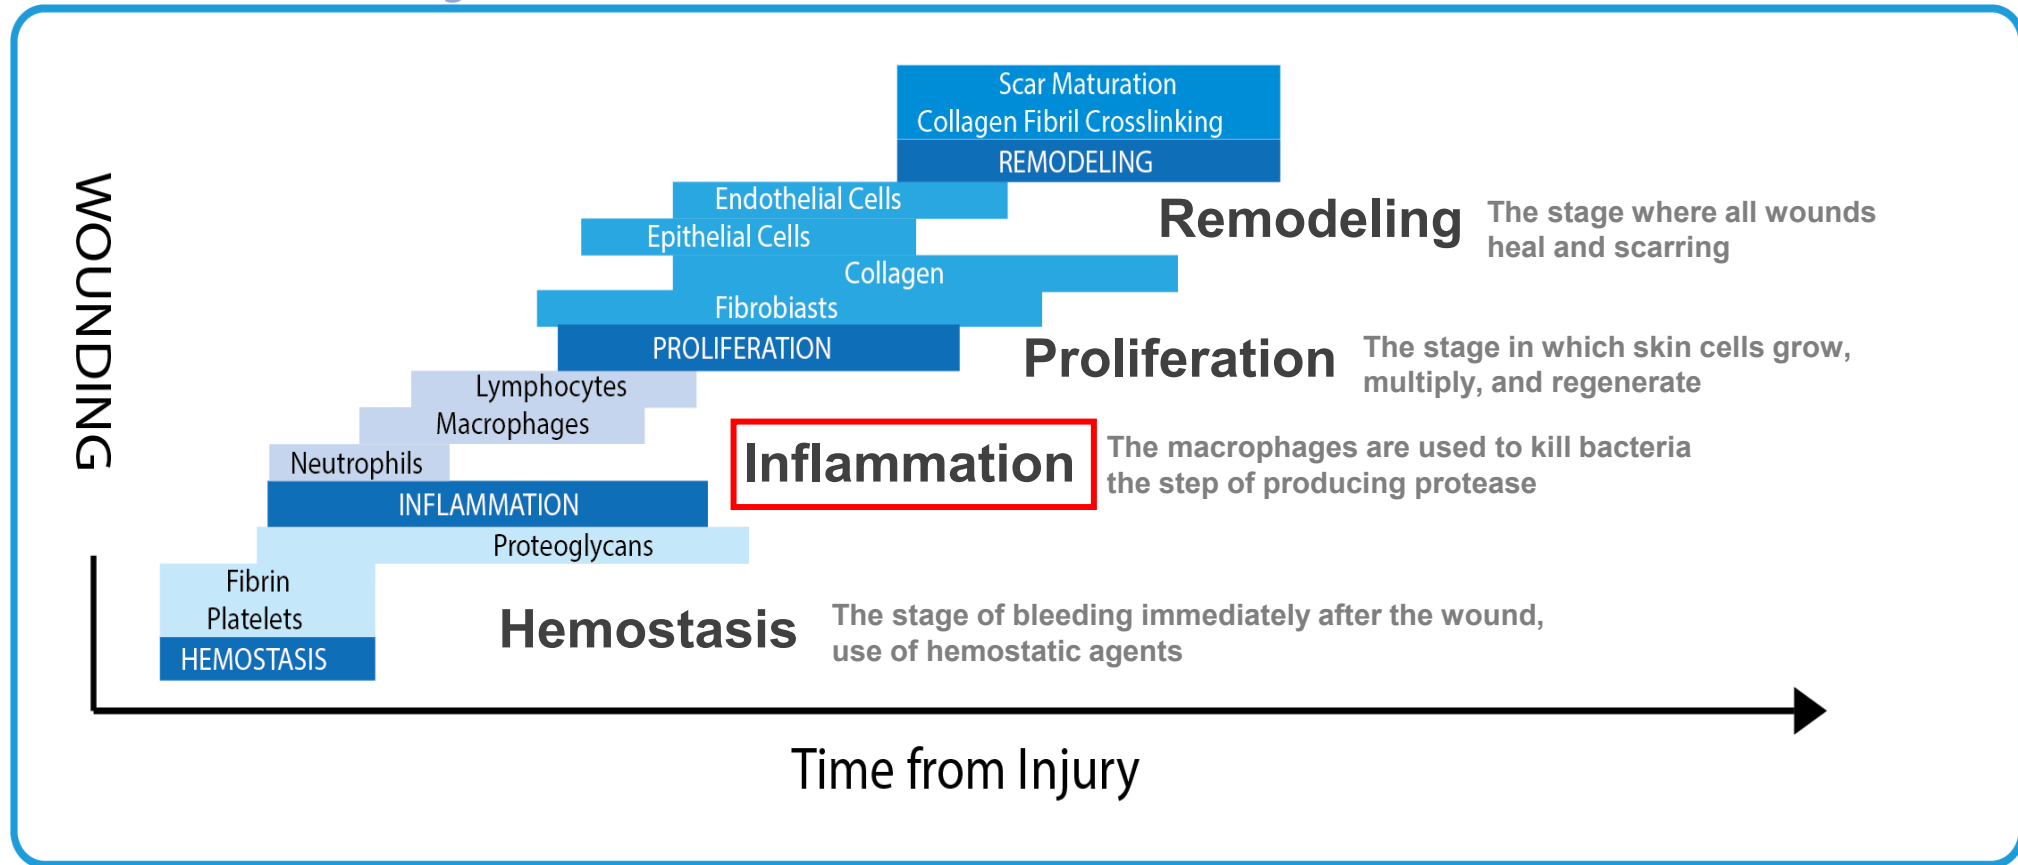 WOUNDING
Scar Maturation
Collagen Fibril Crosslinking
REMODELING
Endothelial Cells
Epithelial Cells
Collagen
Fibrobiasts
PROLIFERATION
Lymphocytes
Macrophages
Neutrophils
INFLAMMATION
Proteoglycans
Fibrin
Platelets
HEMOSTASIS
Remodeling
The stage where all wounds
heal and scarring
Proliferation
The stage in which skin cells grow,
multiply, and regenerate
Inflammation
The macrophages are used to kill bacteria
the step of producing protease
Hemostasis
The stage of bleeding immediately after the wound,
use of hemostatic agents
Time from Injury